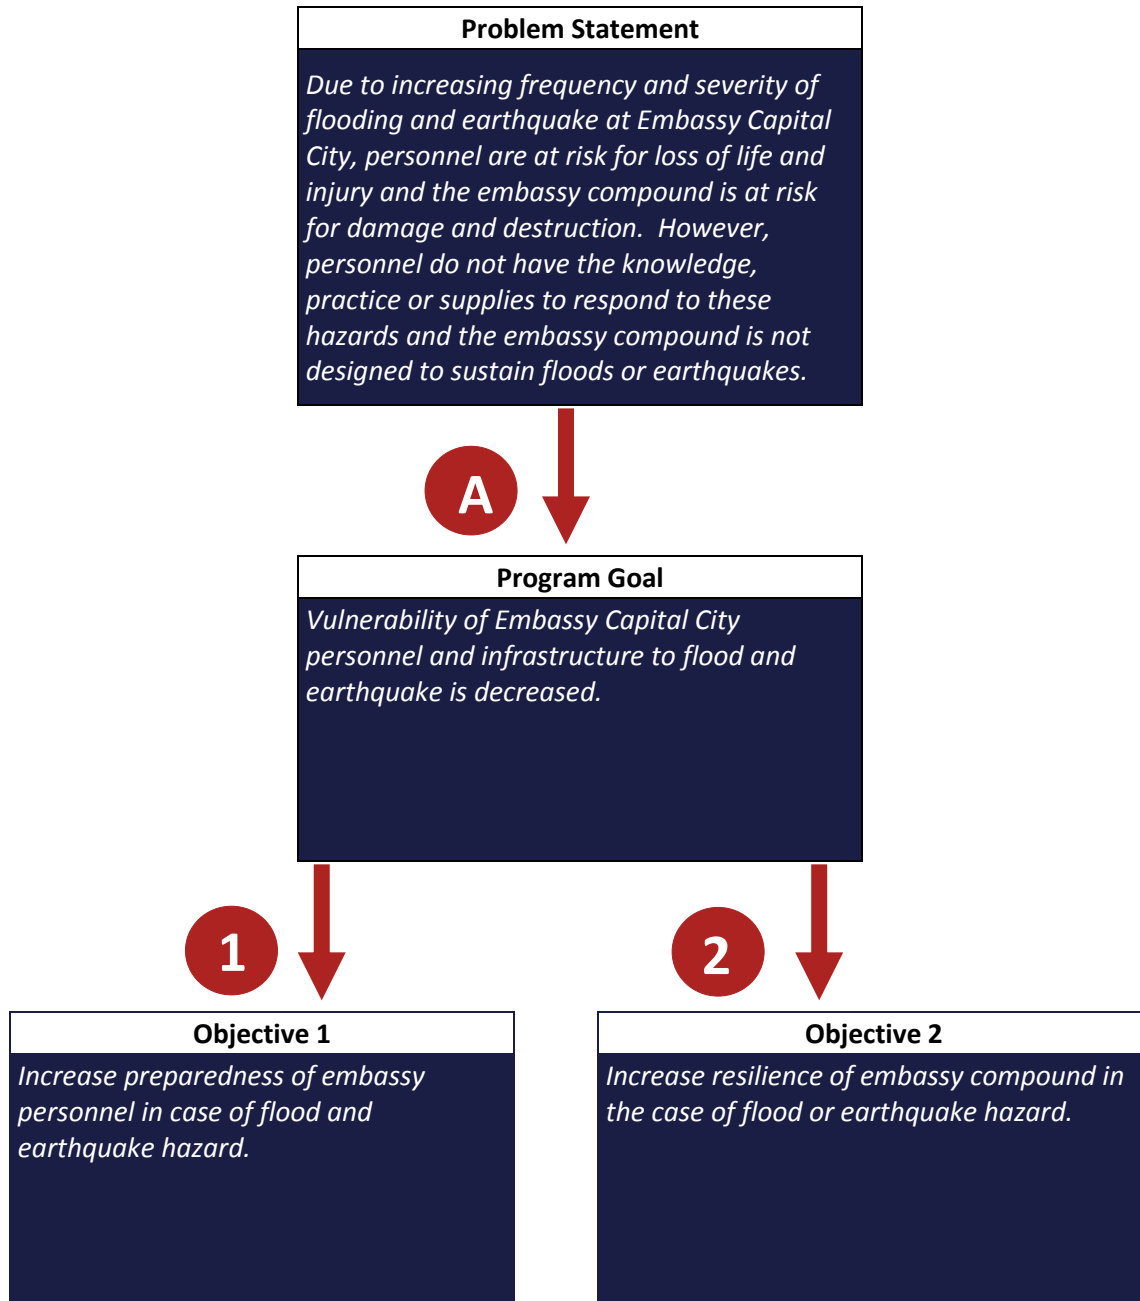 Problem Statement
Due to increasing frequency and severity of
flooding and earthquake at Embassy Capital
City, personnel are at risk for loss of life and
injury and the embassy compound is at risk
for damage and destruction.  However,
personnel do not have the knowledge,
practice or supplies to respond to these
hazards and the embassy compound is not
designed to sustain floods or earthquakes.
A
Program Goal
Vulnerability of Embassy Capital City
personnel and infrastructure to flood and
earthquake is decreased.
1
2
Objective 1
Increase preparedness of embassy
personnel in case of flood and
earthquake hazard.
Objective 2
Increase resilience of embassy compound in
the case of flood or earthquake hazard.